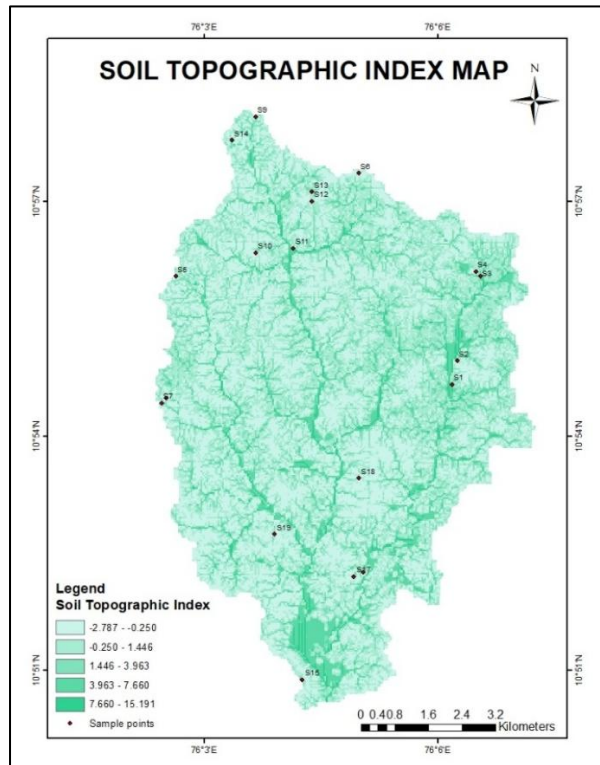 76°3'E 76°6'E
SOIL TOPOGRAPHIC INDEX MAP
N
S9
S14
S6
S13
S12
10°57'N 10°57'N
S11
S10
S4
S8 S3
S2
S1
S7
10°54'N 10°54'N
S18
S19
S17
Legend
Soil Topographic Index
-2.787 - -0.250
-0.250 - 1.446
1.446 - 3.963
3.963 - 7.660
7.660 - 15.191
Sample points
10°51'N 10°51'N
0 0.4 0.8 1.6 2.4 3.2
Kilometers
76°3'E 76°6'E